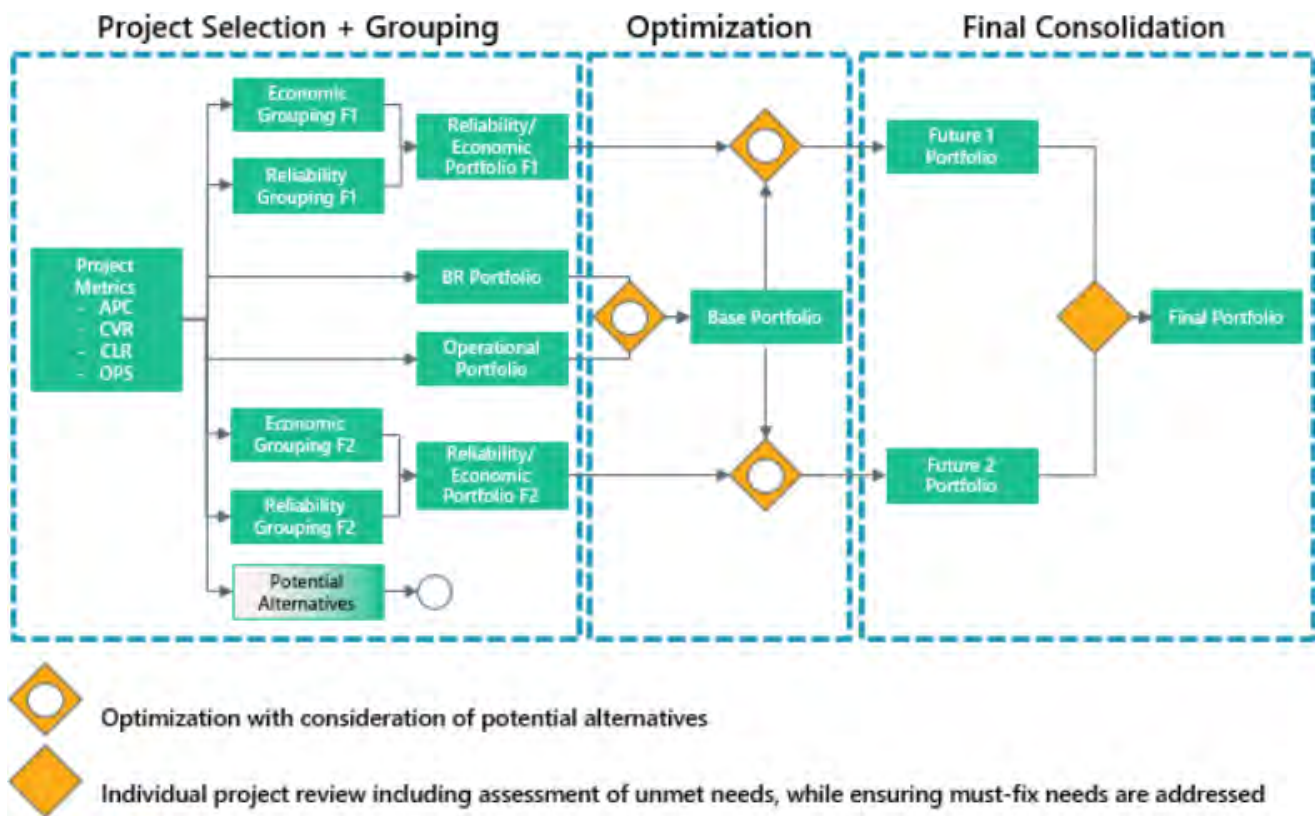 Project Selection + Grouping
Optimization
Final Consolidation
Economic
Grouping F1
Reliability
Grouping F1
Reliability/
Economic
Portfolio F1
Project
Metrics
- APC
- CVR
- CLR
- OPS
BR Portfolio
Operational
Portfolio
Economic
Grouping F2
Reliability
Grouping F2
Reliability/
Economic
Portfolio F2
Potential
Alternatives
Base Portfolio
Future 1
Portfolio
Future 2
Portfolio
Final Portfolio
Optimization with consideration of potential alternatives
Individual project review including assessment of unmet needs, while ensuring must-fix needs are addressed